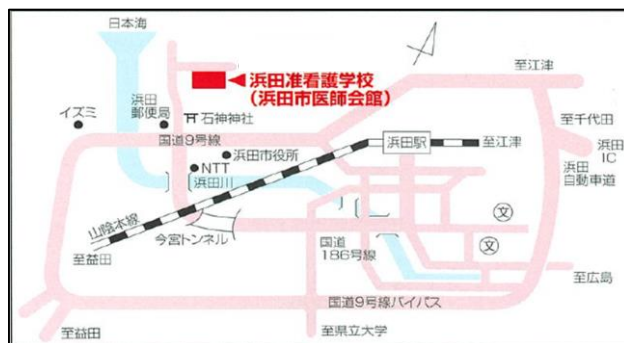 日本海
浜田准看護学校
(浜田市医師会館)
至江津
イズミ
浜田
郵便局
石神神社
至千代田
国道9号線
浜田駅
至江津
浜田
IC
浜田市役所
浜田
自動車道
NTT
浜田川
山陰本線
文
今宮トンネル
国道
186号線
文
至益田
至広島
国道9号線バイパス
至益田
至県立大学